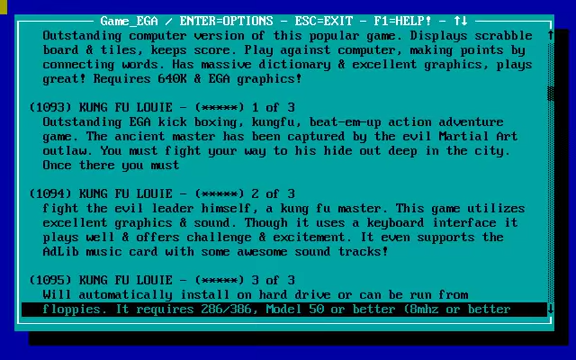 Game_EGA / ENTER=OPTIONS - ESC=EXIT - F1=HELP! - ↑↓
Outstanding computer version of this popular game. Displays scrabble
board & tiles, keeps score. Play against computer, making points by
connecting words. Has massive dictionary & excellent graphics, plays
great! Requires 640K & EGA graphics!
(1093) KUNG FU LOUIE - (*****) 1 of 3
Outstanding EGA kick boxing, kungfu, beat-em-up action adventure
game. The ancient master has been captured by the evil Martial Art
outlaw. You must fight your way to his hide out deep in the city.
Once there you must
(1094) KUNG FU LOUIE - (*****) 2 of 3
fight the evil leader himself, a kung fu master. This game utilizes
excellent graphics & sound. Though it uses a keyboard interface it
plays well & offers challenge & excitement. It even supports the
AdLib music card with some awesome sound tracks!
(1095) KUNG FU LOUIE - (*****) 3 of 3
Will automatically install on hard drive or can be run from
floppies. It requires 286/386, Model 50 or better (8mhz or better